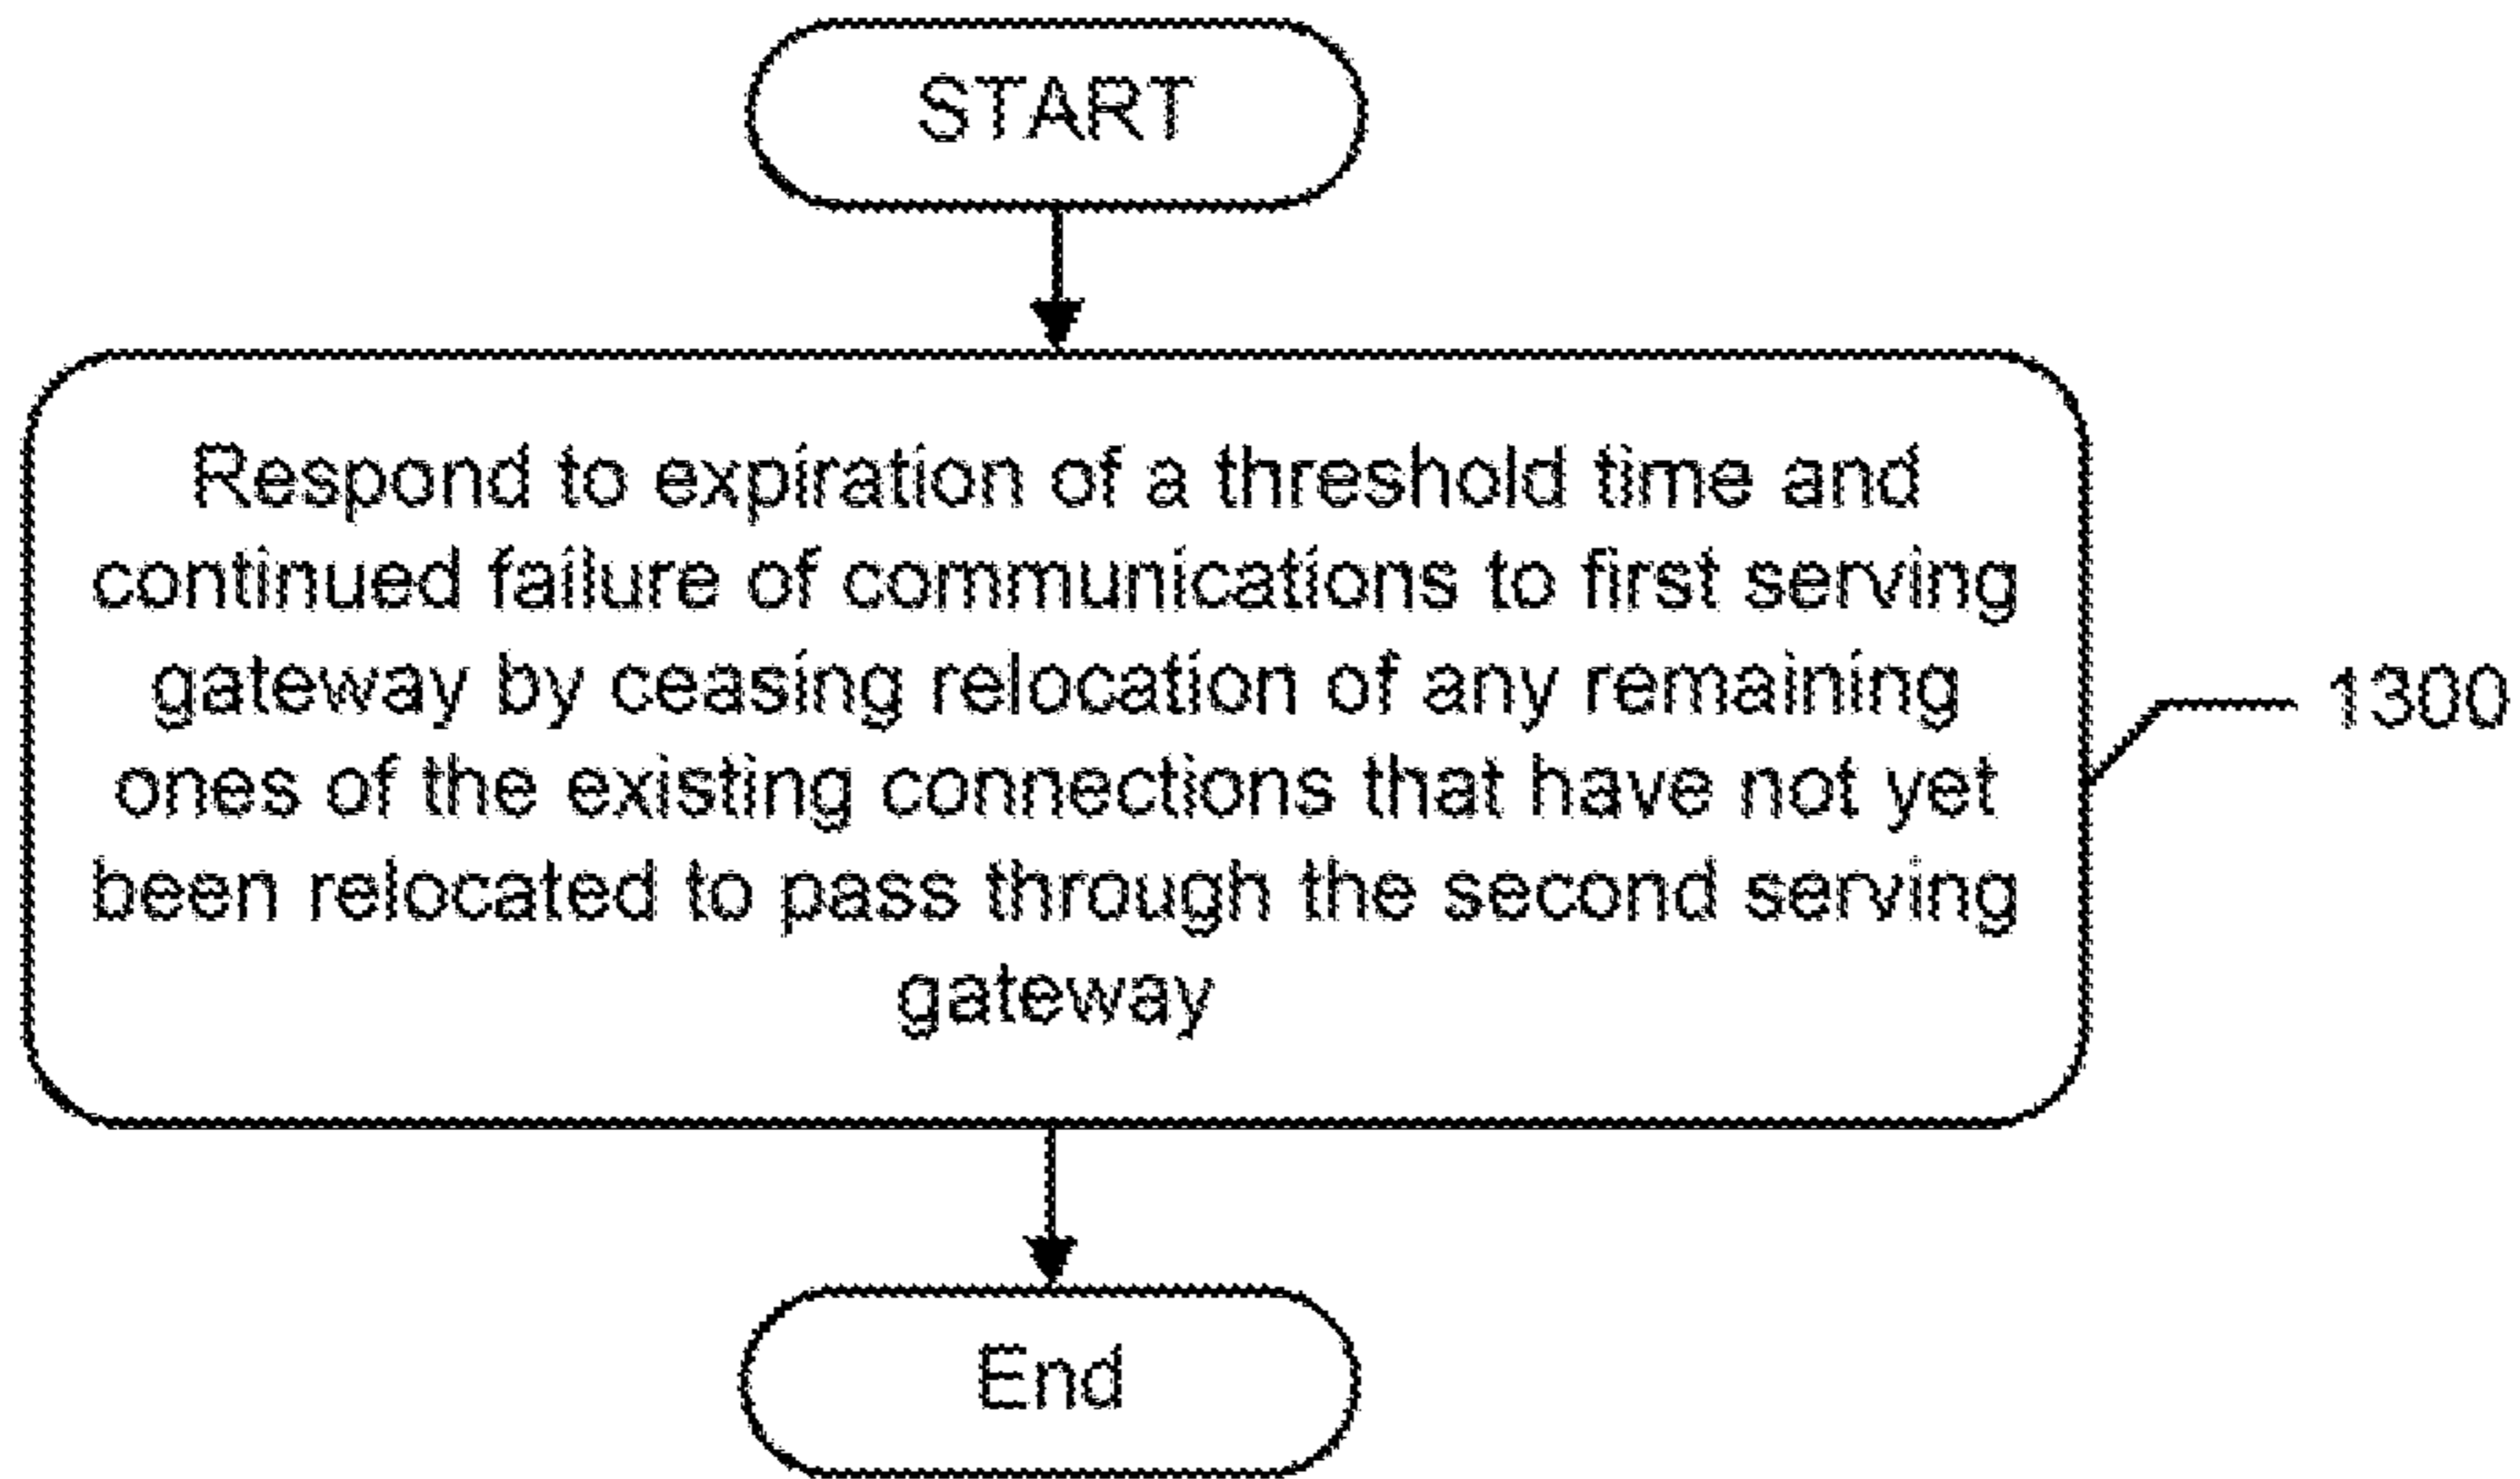 START
Respond to expiration of a threshold time and
continued failure of communications to first serving
gateway by ceasing relocation of any remaining
ones of the existing connections that have not yet
been relocated to pass through the second serving
gateway
1300
End